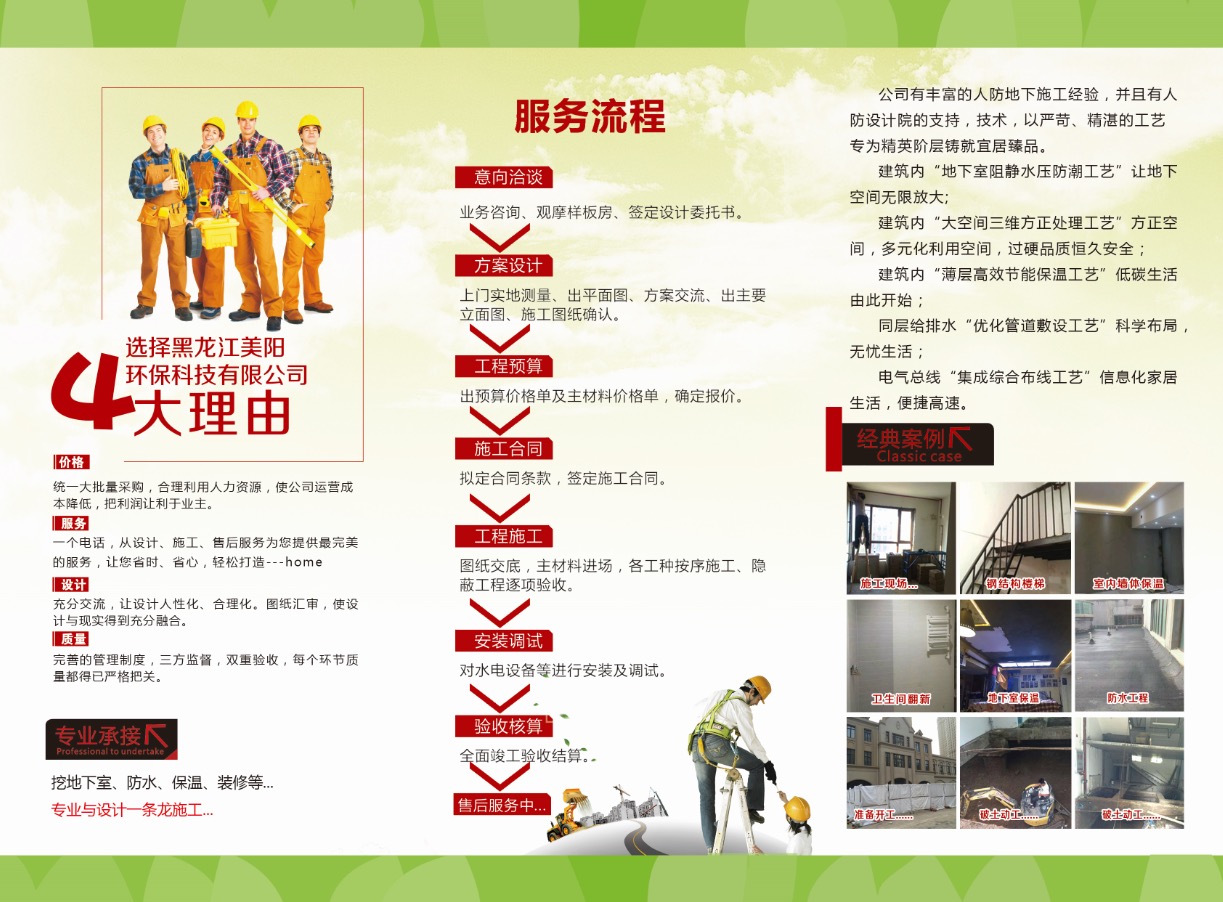 选择黑龙江美阳
环保科技有限公司
4大理由
价格
统一大批量采购，合理利用人力资源，使公司运营成
本降低，把利润让利于业主。
服务
一个电话，从设计、施工、售后服务为您提供最完美
的服务，让您省时、省心，轻松打造---home
设计
充分交流，让设计人性化、合理化。图纸汇审，使设
计与现实得到充分融合。
质量
完善的管理制度，三方监督，双重验收，每个环节质
量都得已严格把关。
专业承接
Professional to undertake
挖地下室、防水、保温、装修等...
专业与设计一条龙施工...
服务流程
意向洽谈
业务咨询、观摩样板房、签定设计委托书。
方案设计
上门实地测量、出平面图、方案交流、出主要
立面图、施工图纸确认。
工程预算
出预算价格单及主材料价格单，确定报价。
施工合同
拟定合同条款，签定施工合同。
工程施工
图纸交底，主材料进场，各工种按序施工、隐
蔽工程逐项验收。
安装调试
对水电设备等进行安装及调试。
验收核算
全面竣工验收结算。
售后服务中...
公司有丰富的人防地下施工经验，并且有人
防设计院的支持，技术，以严苛、精湛的工艺
专为精英阶层铸就宜居臻品。
建筑内“地下室阻静水压防潮工艺”让地下
空间无限放大;
建筑内“大空间三维方正处理工艺”方正空
间，多元化利用空间，过硬品质恒久安全；
建筑内“薄层高效节能保温工艺”低碳生活
由此开始；
同层给排水“优化管道敷设工艺”科学布局，
无忧生活；
电气总线“集成综合布线工艺”信息化家居
生活，便捷高速。
经典案例
Classic case
施工现场...
钢结构楼梯
室内墙体保温
卫生间翻新
地下室保温
防水工程
准备开工......
破土动工......
破土动工......